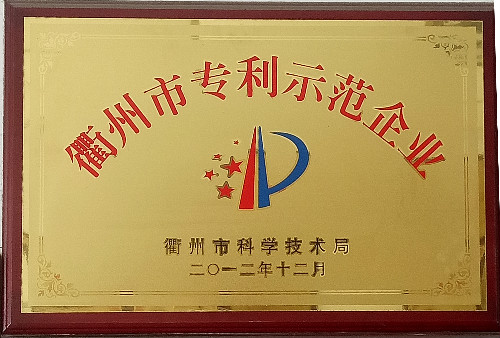 衢州市专利示范企业
衢州市科学技术局
二〇一二年十二月